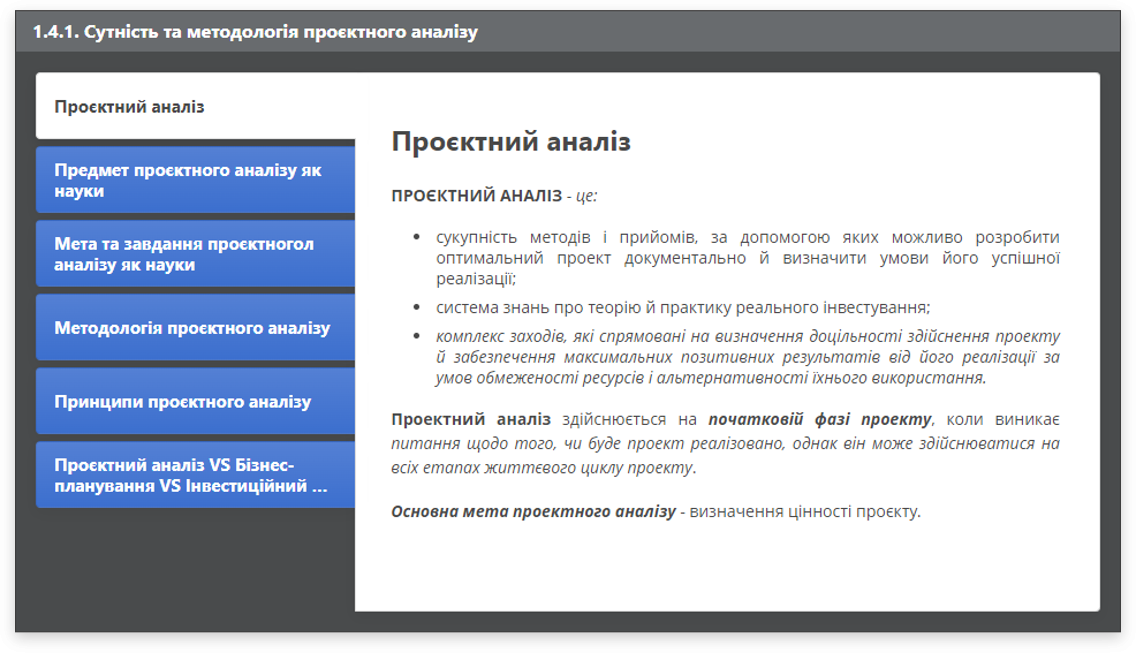 1.4.1. Сутність та методологія проєктного аналізу
Проєктний аналіз
Предмет проєктного аналізу як
науки
Мета та завдання проєктногол
аналізу як науки
Методологія проєктного аналізу
Принципи проєктного аналізу
Проєктний аналіз VS Бізнес-
планування VS Інвестиційний ...
Проєктний аналіз
ПРОЄКТНИЙ АНАЛІЗ - це:
• сукупність методів і прийомів, за допомогою яких можливо розробити
оптимальний проект документально й визначити умови його успішної
реалізації;
• система знань про теорію й практику реального інвестування;
• комплекс заходів, які спрямовані на визначення доцільності здійснення проекту
й забезпечення максимальних позитивних результатів від його реалізації за
умов обмеженості ресурсів і альтернативності їхнього використання.
Проектний аналіз здійснюється на початковій фазі проекту, коли виникає
питання щодо того, чи буде проект реалізовано, однак він може здійснюватися на
всіх етапах життєвого циклу проекту.
Основна мета проектного аналізу - визначення цінності проєкту.